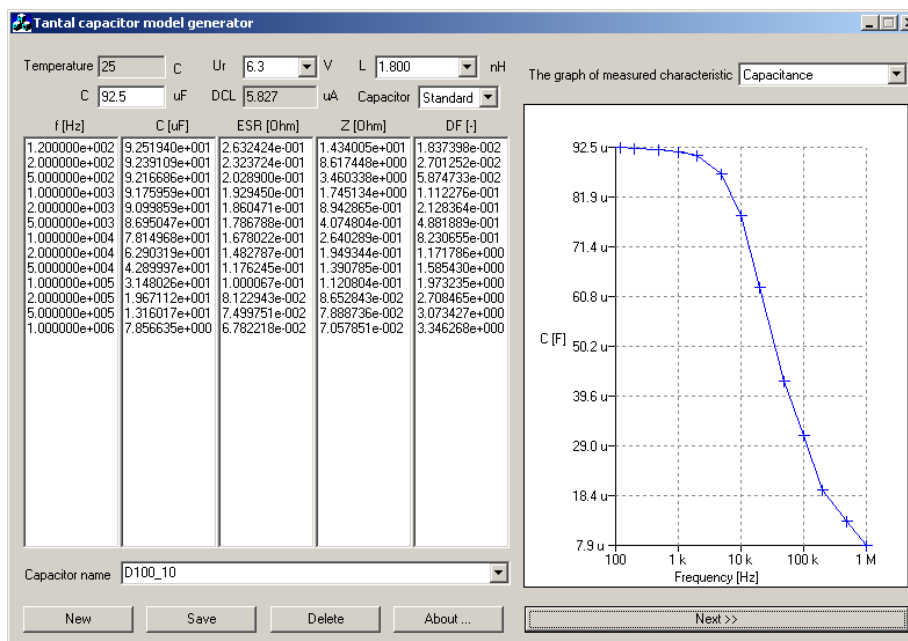 Tantal capacitor model generator
Temperature 25 C Ur 6.3 V L 1.800 nH
C 92.5 uF DCL 5.827 uA Capacitor Standard
f [Hz] C [uF] ESR [Ohm] Z [Ohm] DF [-]
1.200000e+002 9.251940e+001 2.632424e-001 1.434005e+001 1.837398e-002
2.000000e+002 9.239109e+001 2.323724e-001 8.617448e+000 2.701252e-002
5.000000e+002 9.216686e+001 2.028900e-001 3.460338e+000 5.874733e-002
1.000000e+003 9.175959e+001 1.929450e-001 1.745134e+000 1.112276e-001
2.000000e+003 9.099859e+001 1.860471e-001 8.942865e-001 2.128364e-001
5.000000e+003 8.695047e+001 1.786788e-001 4.074804e-001 4.881889e-001
1.000000e+004 7.814968e+001 1.678022e-001 2.640289e-001 8.230655e-001
2.000000e+004 6.290319e+001 1.482787e-001 1.949344e-001 1.171786e+000
5.000000e+004 4.289997e+001 1.176245e-001 1.390785e-001 1.585430e+000
1.000000e+005 3.148026e+001 1.000067e-001 1.120804e-001 1.973235e+000
2.000000e+005 1.967112e+001 8.122943e-002 8.652843e-002 2.708465e+000
5.000000e+005 1.316017e+001 7.499751e-002 7.888736e-002 3.073427e+000
1.000000e+006 7.856635e+000 6.782218e-002 7.057851e-002 3.346268e+000
Capacitor name D100_10
New Save Delete About ...
The graph of measured characteristic Capacitance
92.5 u
81.9 u
71.4 u
60.8 u
C [F] 50.2 u
39.6 u
29.0 u
18.4 u
7.9 u
100 1 k 10 k 100 k 1 M
Frequency [Hz]
Next >>